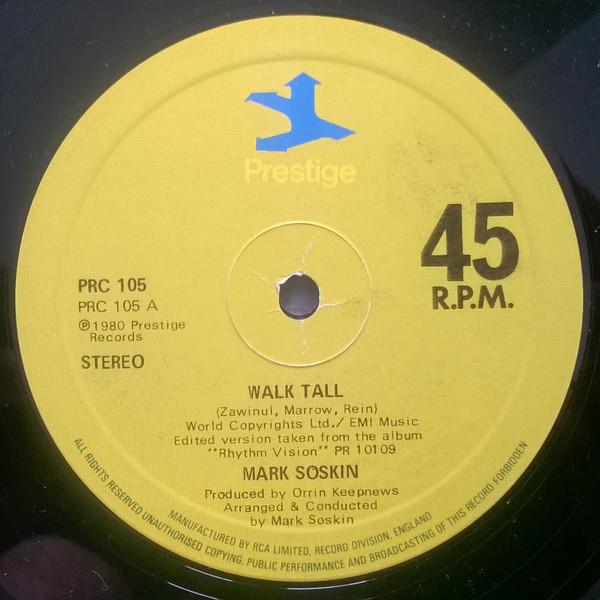 Prestige
45
R.P.M.
PRC 105
PRC 105 A
℗1980 Prestige
Records
STEREO
WALK TALL
(Zawinul, Marrow, Rein)
World Copyrights Ltd./ EMI Music
Edited version taken from the album
"Rhythm Vision" PR 10109
MARK SOSKIN
Produced by Orrin Keepnews
Arranged & Conducted
by Mark Soskin
MANUFACTURED BY RCA LIMITED, RECORD DIVISION, ENGLAND
ALL RIGHTS RESERVED UNAUTHORISED COPYING, PUBLIC PERFORMANCE AND BROADCASTING OF THIS RECORD FORBIDDEN